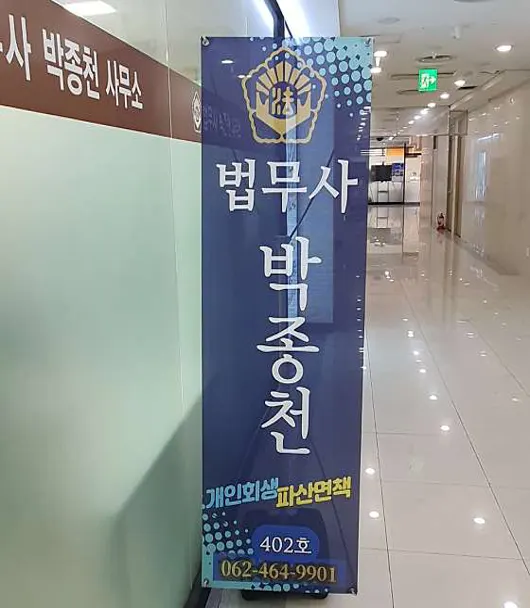 무사 박종천 사무소
법무사
박종천
개인회생 파산면책
402호
062-464-9901